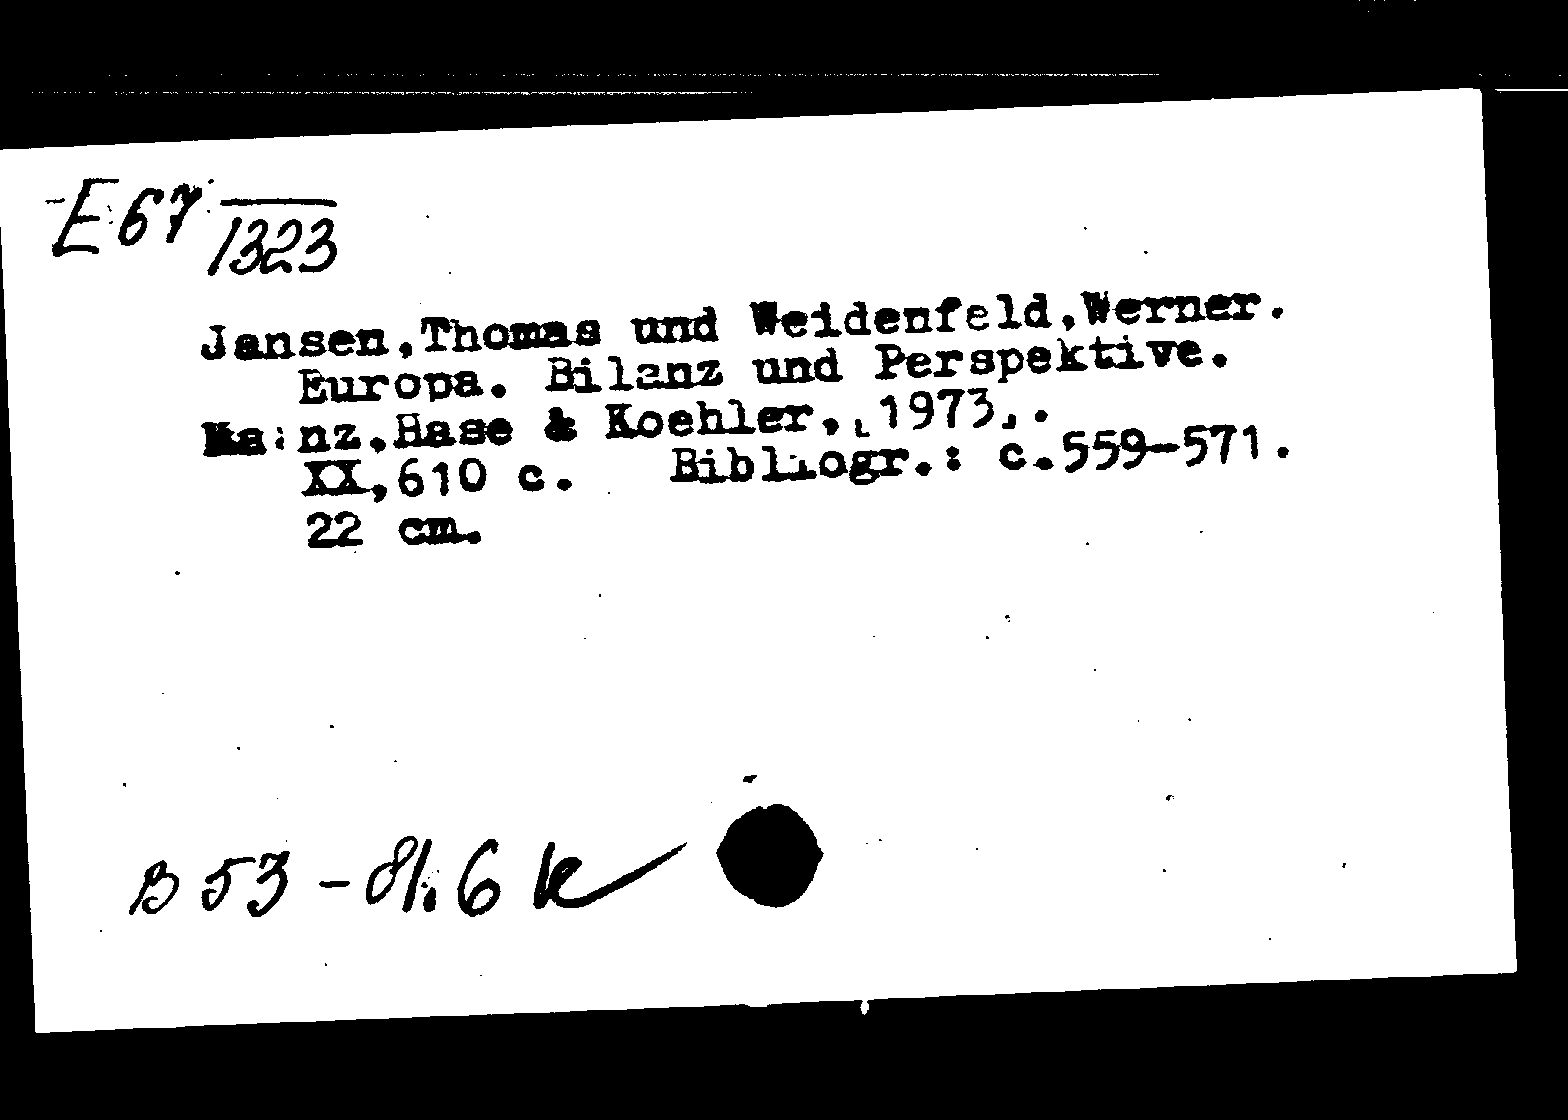 E 67
1323
Jansen, Thomas und Weidenfeld, Werner.
Europa. Bilanz und Perspektive.
Mainz, Hase & Koehler, [1973].
XX, 610 c. Bibliogr.: c. 559-571.
22 cm.
B 53 - 81.6 k